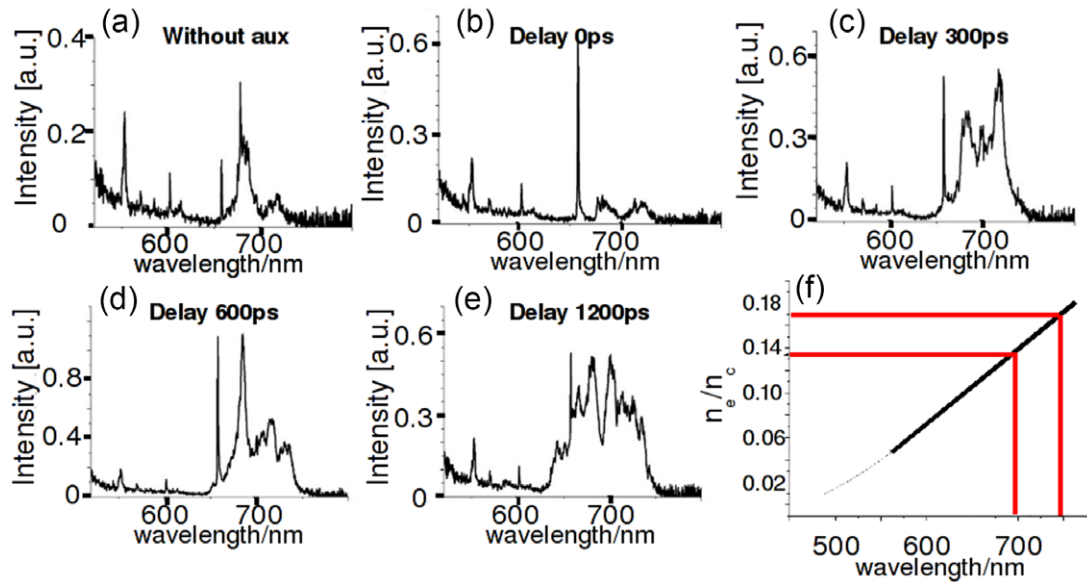 (a) Without aux
Intensity [a.u.]
0.4
0.2
0
600 700
wavelength/nm
(b) Delay 0ps
Intensity [a.u.]
0.6
0.3
0
600 700
wavelength/nm
(c) Delay 300ps
Intensity [a.u.]
0.6
0.3
0
600 700
wavelength/nm
(d) Delay 600ps
Intensity [a.u.]
0.8
0.4
0
600 700
wavelength/nm
(e) Delay 1200ps
Intensity [a.u.]
0.6
0.3
0
600 700
wavelength/nm
(f)
n_e/n_c
0.18
0.14
0.10
0.06
0.02
500 600 700
wavelength/nm